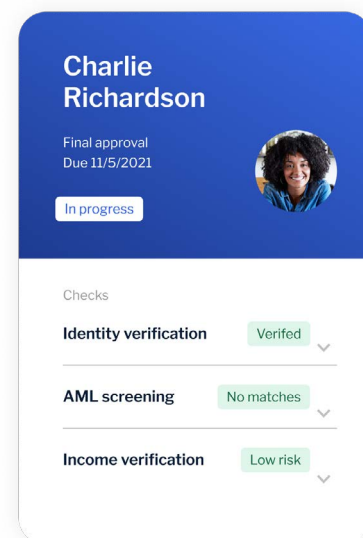 Charlie
Richardson
Final approval
Due 11/5/2021
In progress
Checks
Identity verification Verifed
AML screening No matches
Income verification Low risk